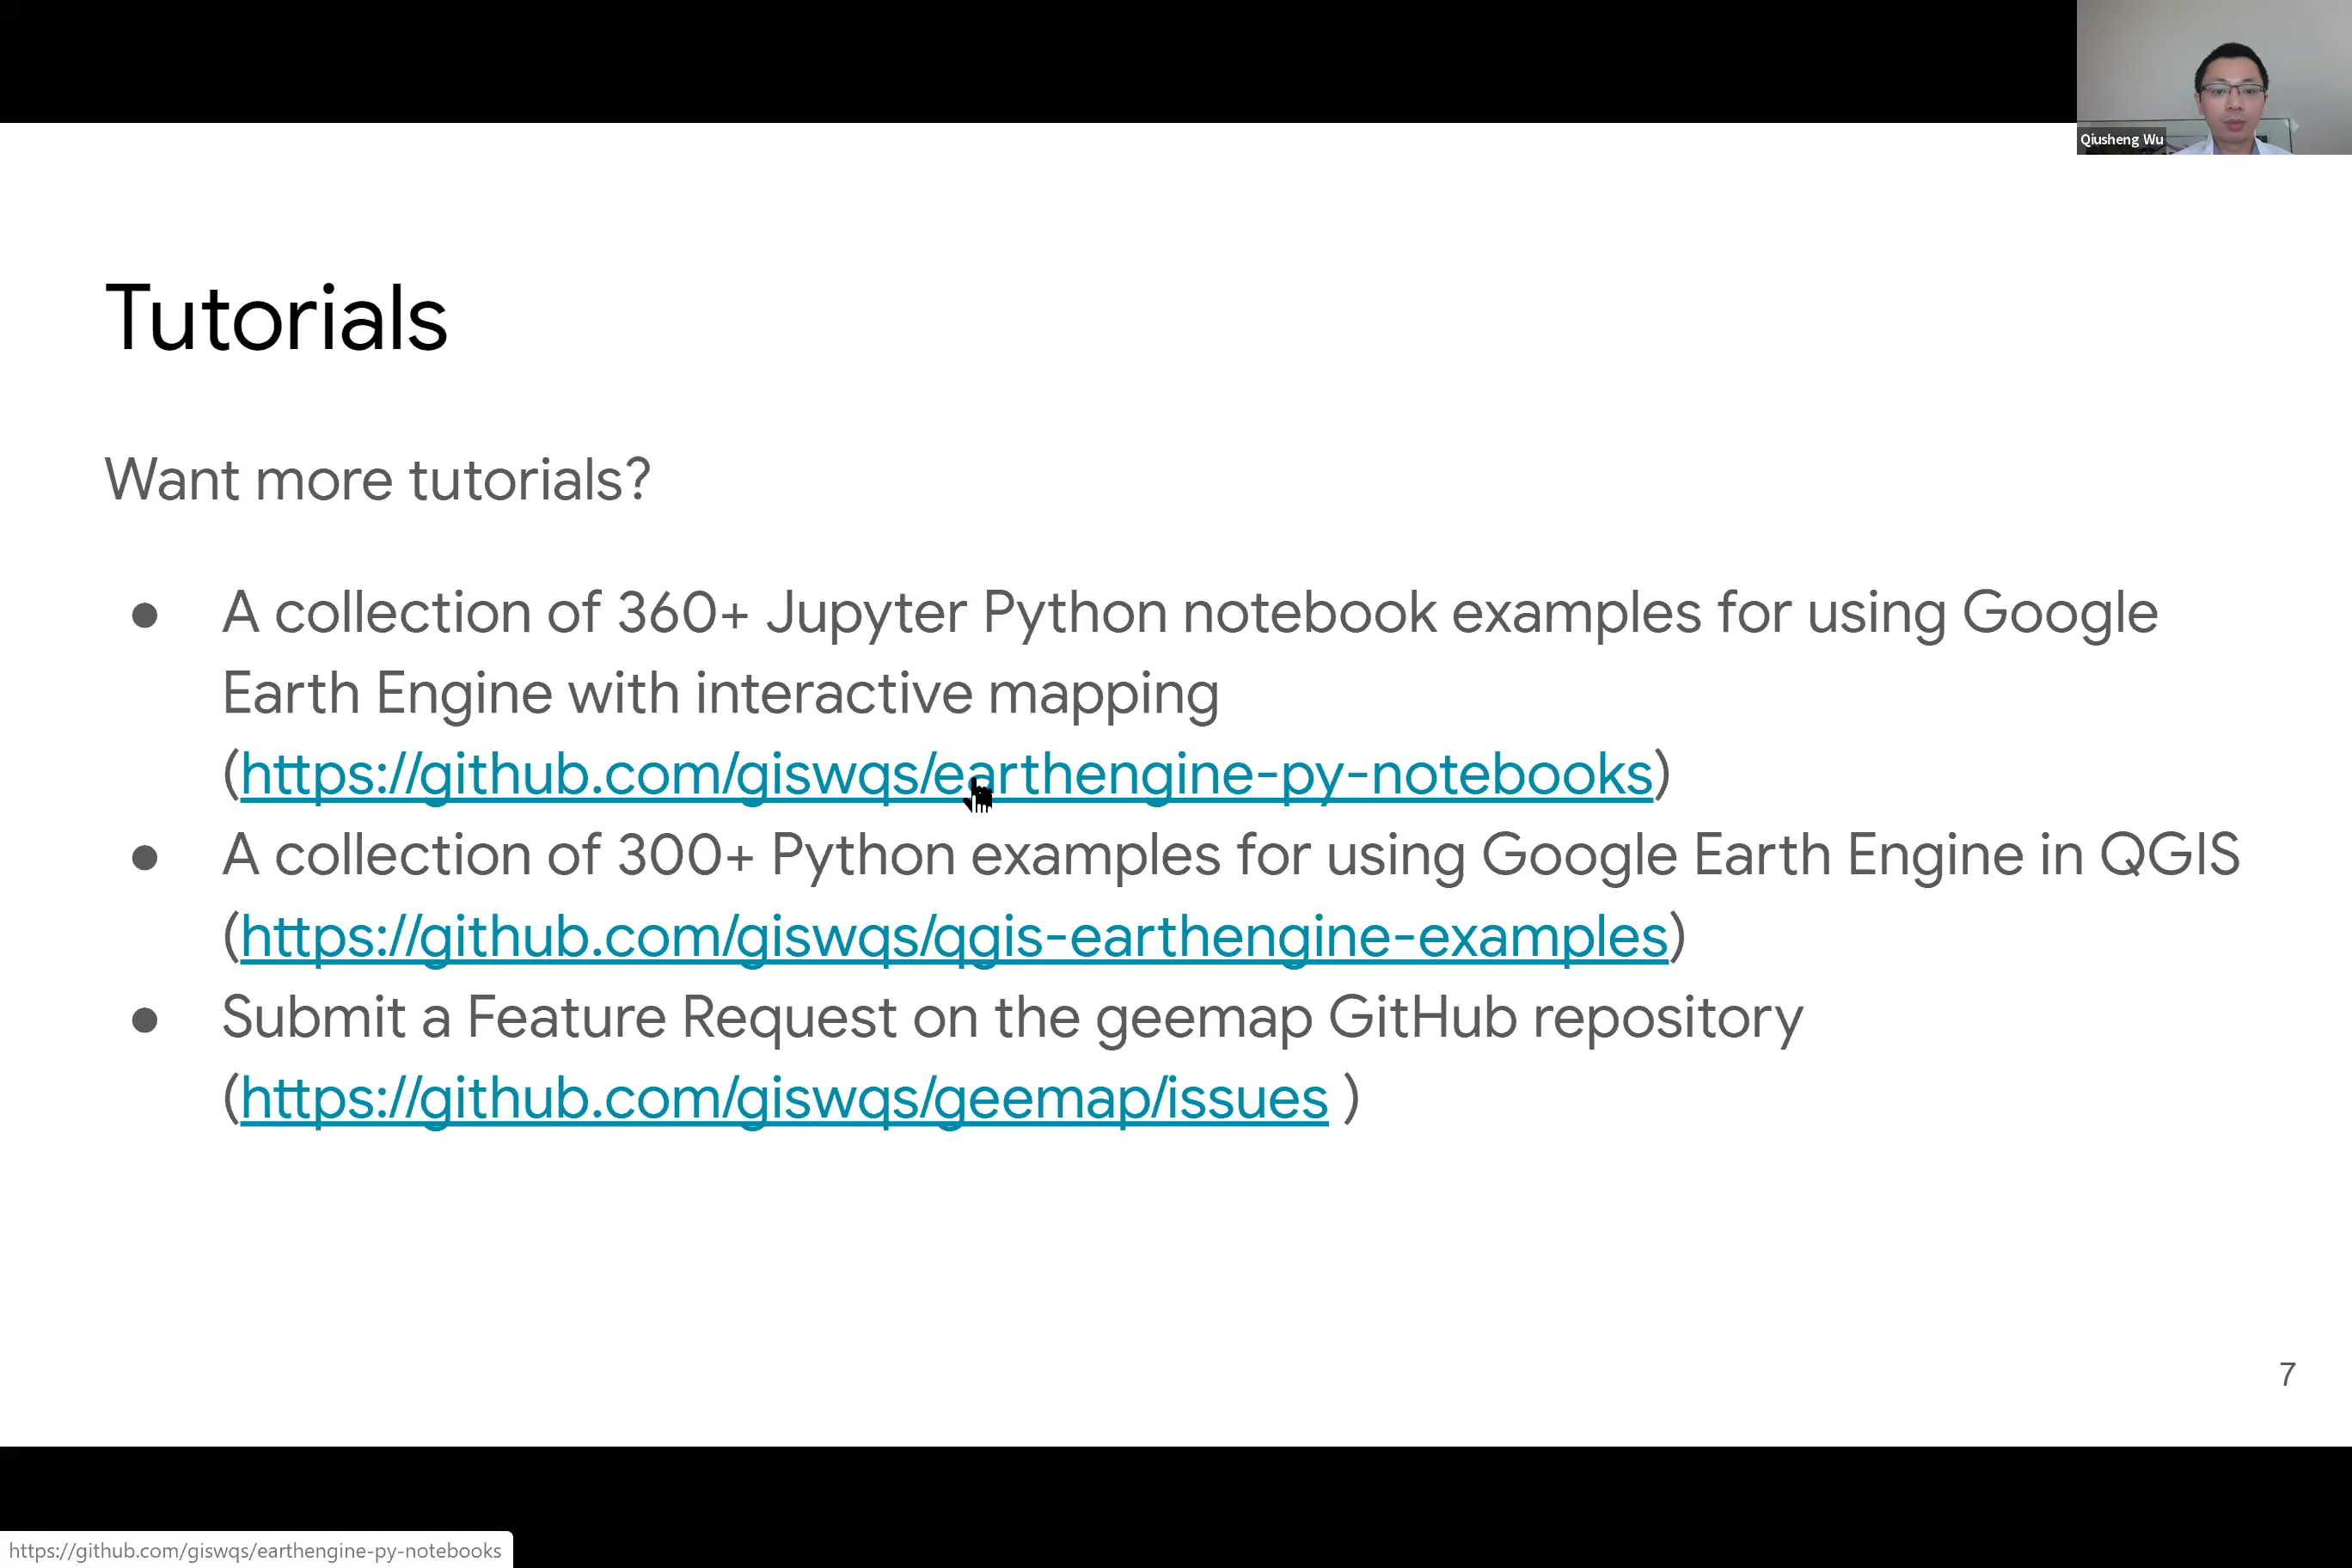 Qiusheng Wu
Tutorials
Want more tutorials?
● A collection of 360+ Jupyter Python notebook examples for using Google
Earth Engine with interactive mapping
(https://github.com/giswqs/earthengine-py-notebooks)
● A collection of 300+ Python examples for using Google Earth Engine in QGIS
(https://github.com/giswqs/qgis-earthengine-examples)
● Submit a Feature Request on the geemap GitHub repository
(https://github.com/giswqs/geemap/issues )
7
https://github.com/giswqs/earthengine-py-notebooks